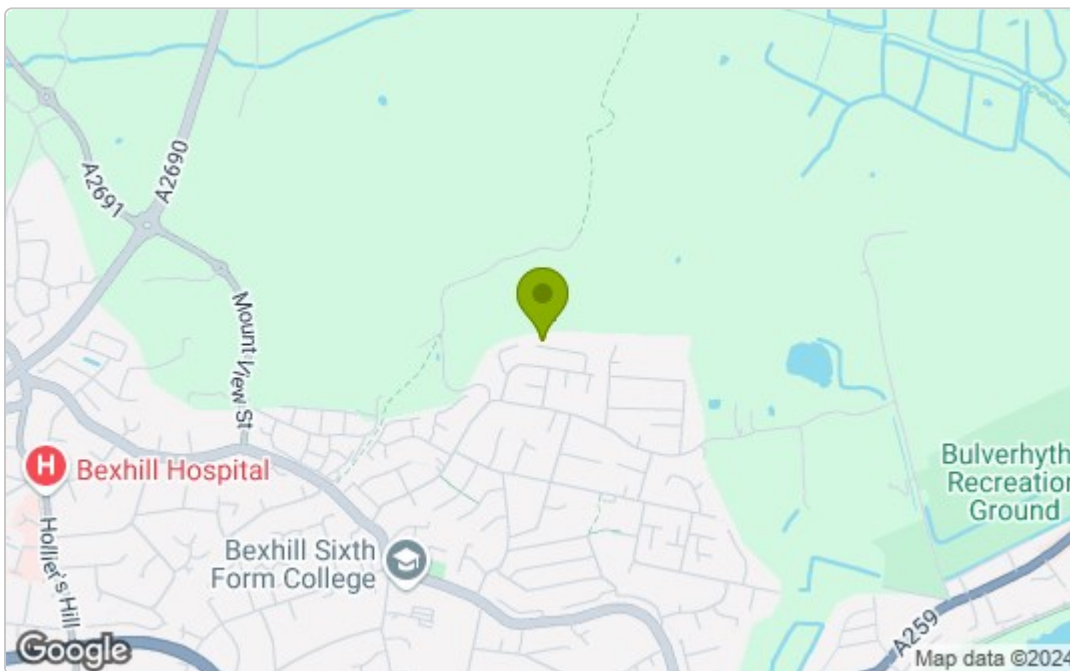 A2690
A2691
Mount View St
H
Bexhill Hospital
Hollier's Hill
Bexhill Sixth
Form College
Bulverhyth
Recreation
Ground
A259
Google
Map data ©2024